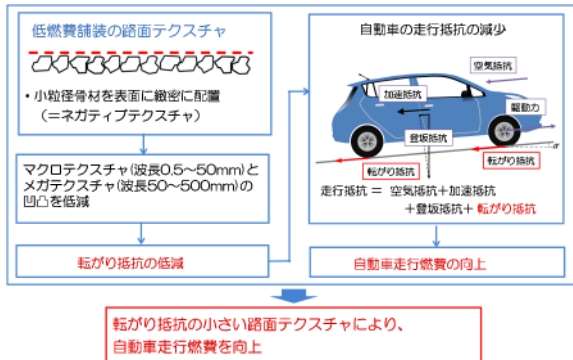 低燃費舗装の路面テクスチャ
・小粒径骨材を表面に緻密に配置
(=ネガティブテクスチャ)
マクロテクスチャ(波長0.5～50mm)と
メガテクスチャ(波長50～500mm)の
凹凸を低減
転がり抵抗の低減
自動車の走行抵抗の減少
空気抵抗
加速抵抗
駆動力
登坂抵抗
転がり抵抗
転がり抵抗
α
走行抵抗 = 空気抵抗+加速抵抗
+登坂抵抗+ 転がり抵抗
自動車走行燃費の向上
転がり抵抗の小さい路面テクスチャにより、
自動車走行燃費を向上